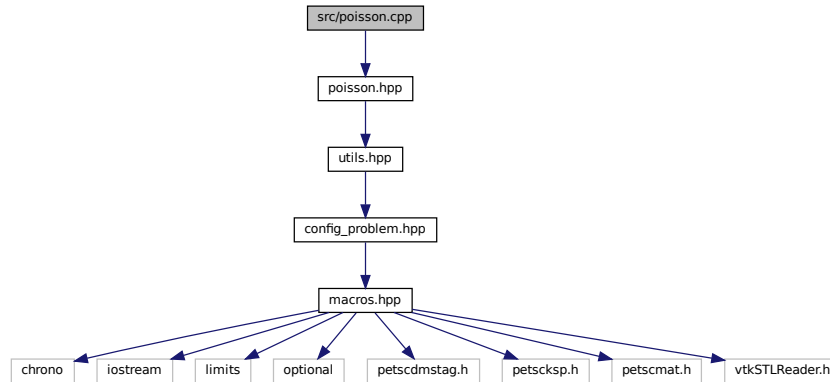 src/poisson.cpp
poisson.hpp
utils.hpp
config_problem.hpp
macros.hpp
chrono iostream limits optional petscdmstag.h petscksp.h petscmat.h vtkSTLReader.h